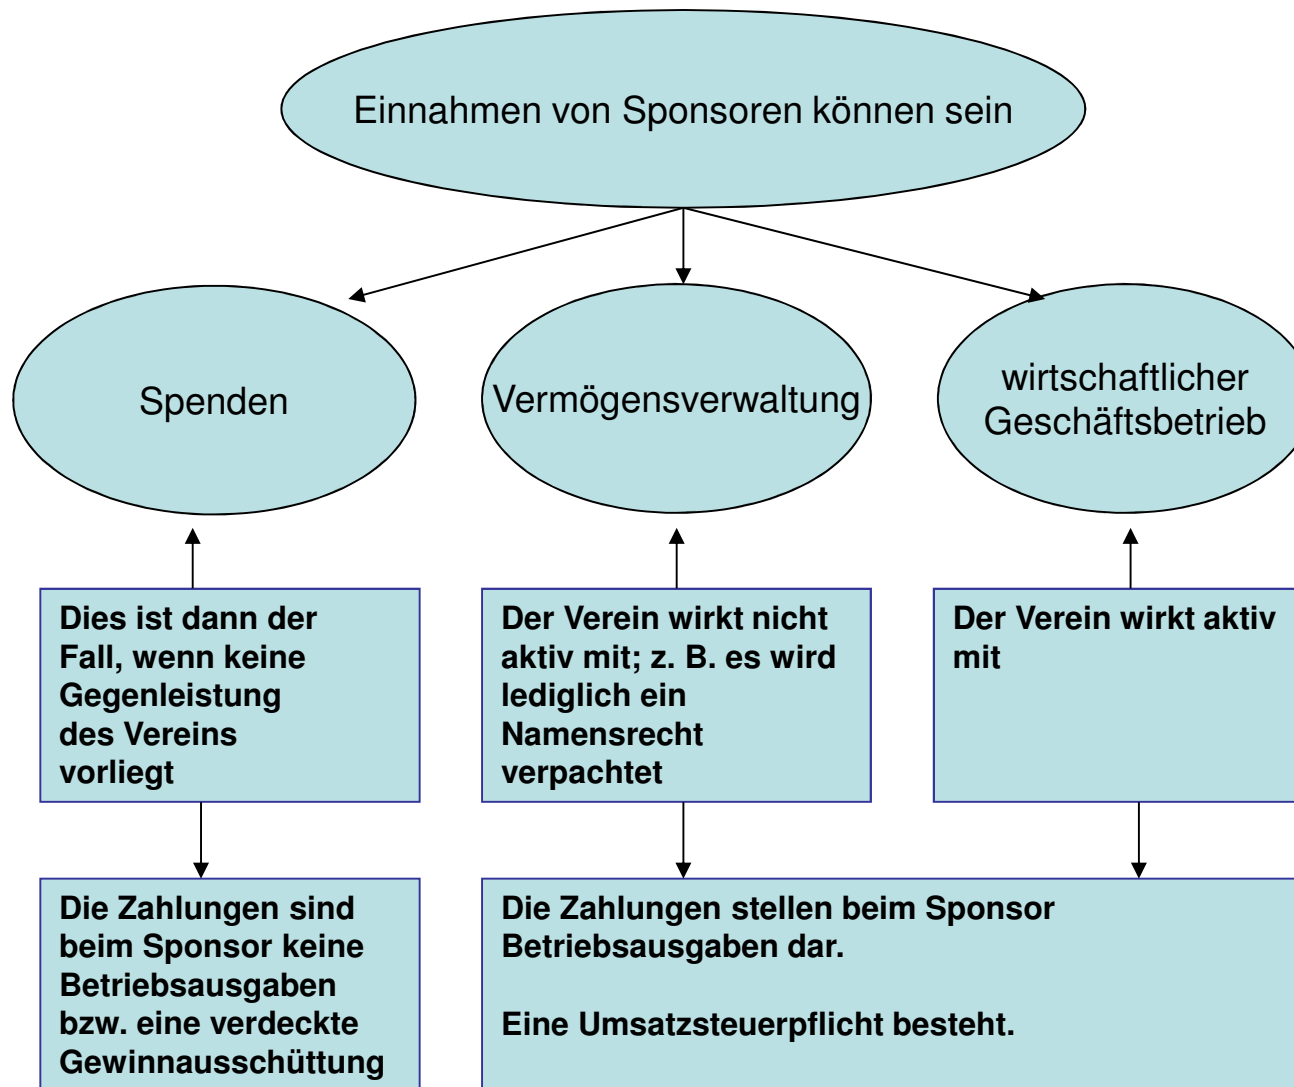 Einnahmen von Sponsoren können sein
Spenden
Vermögensverwaltung
wirtschaftlicher
Geschäftsbetrieb
Dies ist dann der
Fall, wenn keine
Gegenleistung
des Vereins
vorliegt
Der Verein wirkt nicht
aktiv mit; z. B. es wird
lediglich ein
Namensrecht
verpachtet
Der Verein wirkt aktiv
mit
Die Zahlungen sind
beim Sponsor keine
Betriebsausgaben
bzw. eine verdeckte
Gewinnausschüttung
Die Zahlungen stellen beim Sponsor
Betriebsausgaben dar.
Eine Umsatzsteuerpflicht besteht.